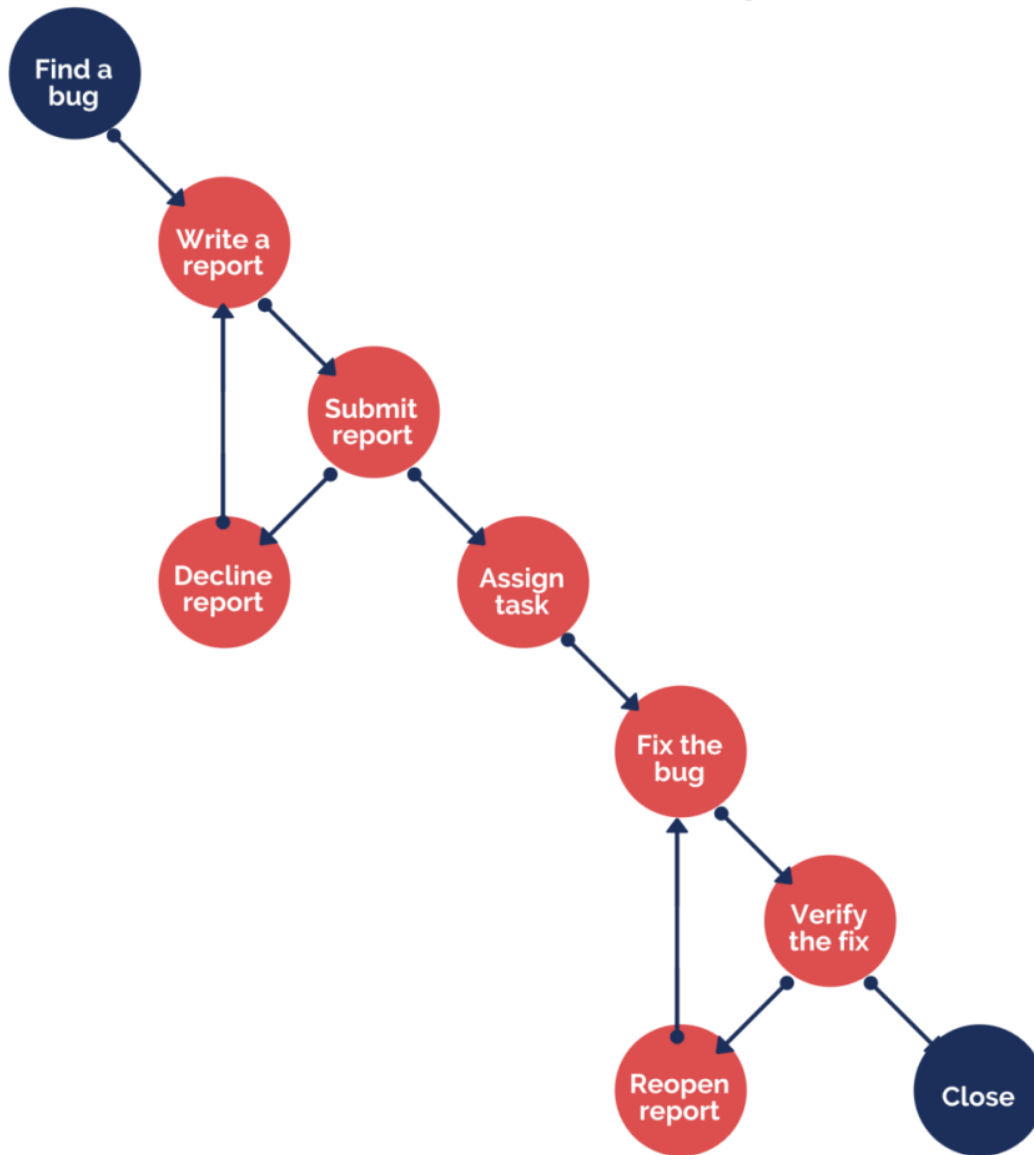 Find a
bug
Write a
report
Submit
report
Decline
report
Assign
task
Fix the
bug
Verify
the fix
Reopen
report
Close